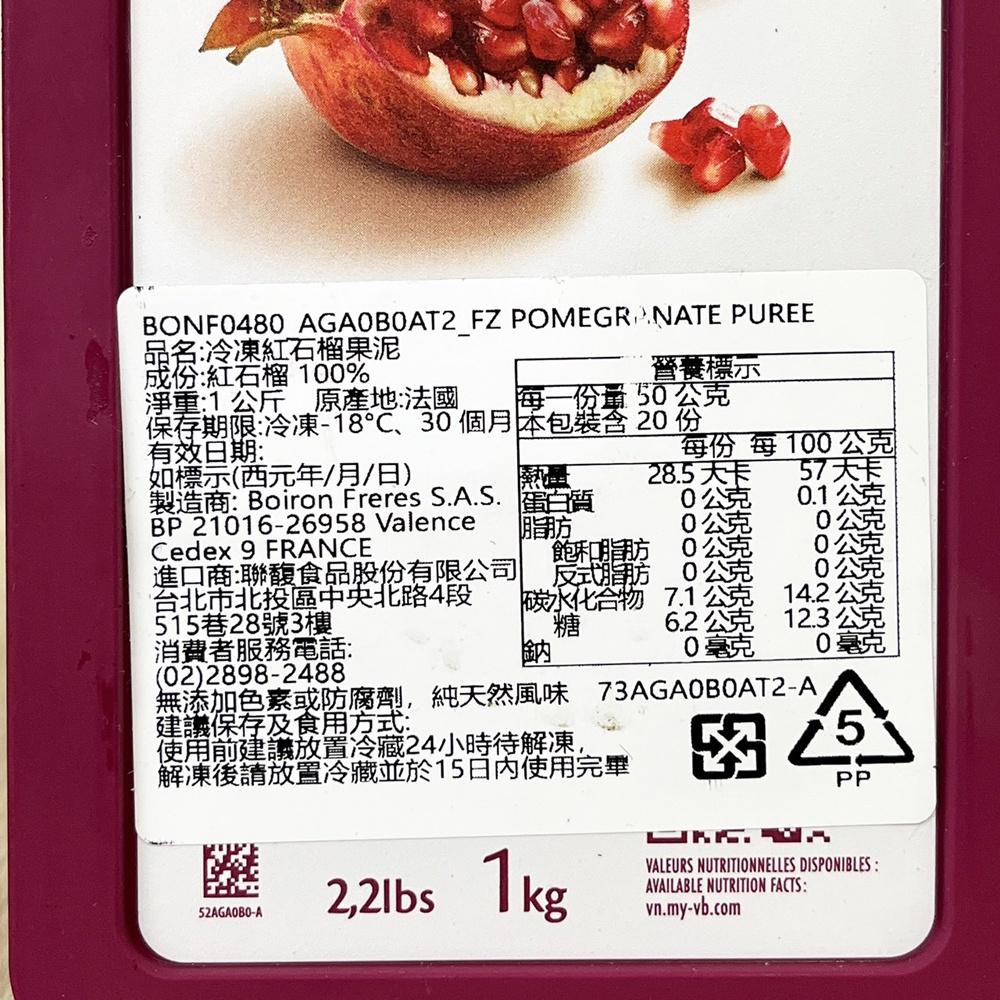 BONF0480_AGA0B0AT2_FZ POMEGRANATE PUREE
品名:冷凍紅石榴果泥
成份:紅石榴 100%
淨重:1 公斤 原產地:法國
保存期限:冷凍-18°C、30 個月
有效日期:
如標示(西元年/月/日)
製造商: Boiron Freres S.A.S.
BP 21016-26958 Valence
Cedex 9 FRANCE
進口商:聯馥食品股份有限公司
台北市北投區中央北路4段
515巷28號3樓
消費者服務電話:
(02)2898-2488
無添加色素或防腐劑，純天然風味
建議保存及食用方式:
使用前建議放置冷藏24小時待解凍，
解凍後請放置冷藏並於15日內使用完畢
營養標示
每一份量 50 公克
本包裝含 20 份
每份 每 100 公克
熱量 28.5 大卡 57 大卡
蛋白質 0 公克 0.1 公克
脂肪 0 公克 0 公克
飽和脂肪 0 公克 0 公克
反式脂肪 0 公克 0 公克
碳水化合物 7.1 公克 14.2 公克
糖 6.2 公克 12.3 公克
鈉 0 毫克 0 毫克
73AGA0B0AT2-A
5
PP
52AGA0B0-A
2,2lbs 1kg
VALEURS NUTRITIONNELLES DISPONIBLES :
AVAILABLE NUTRITION FACTS:
vn.my-vb.com